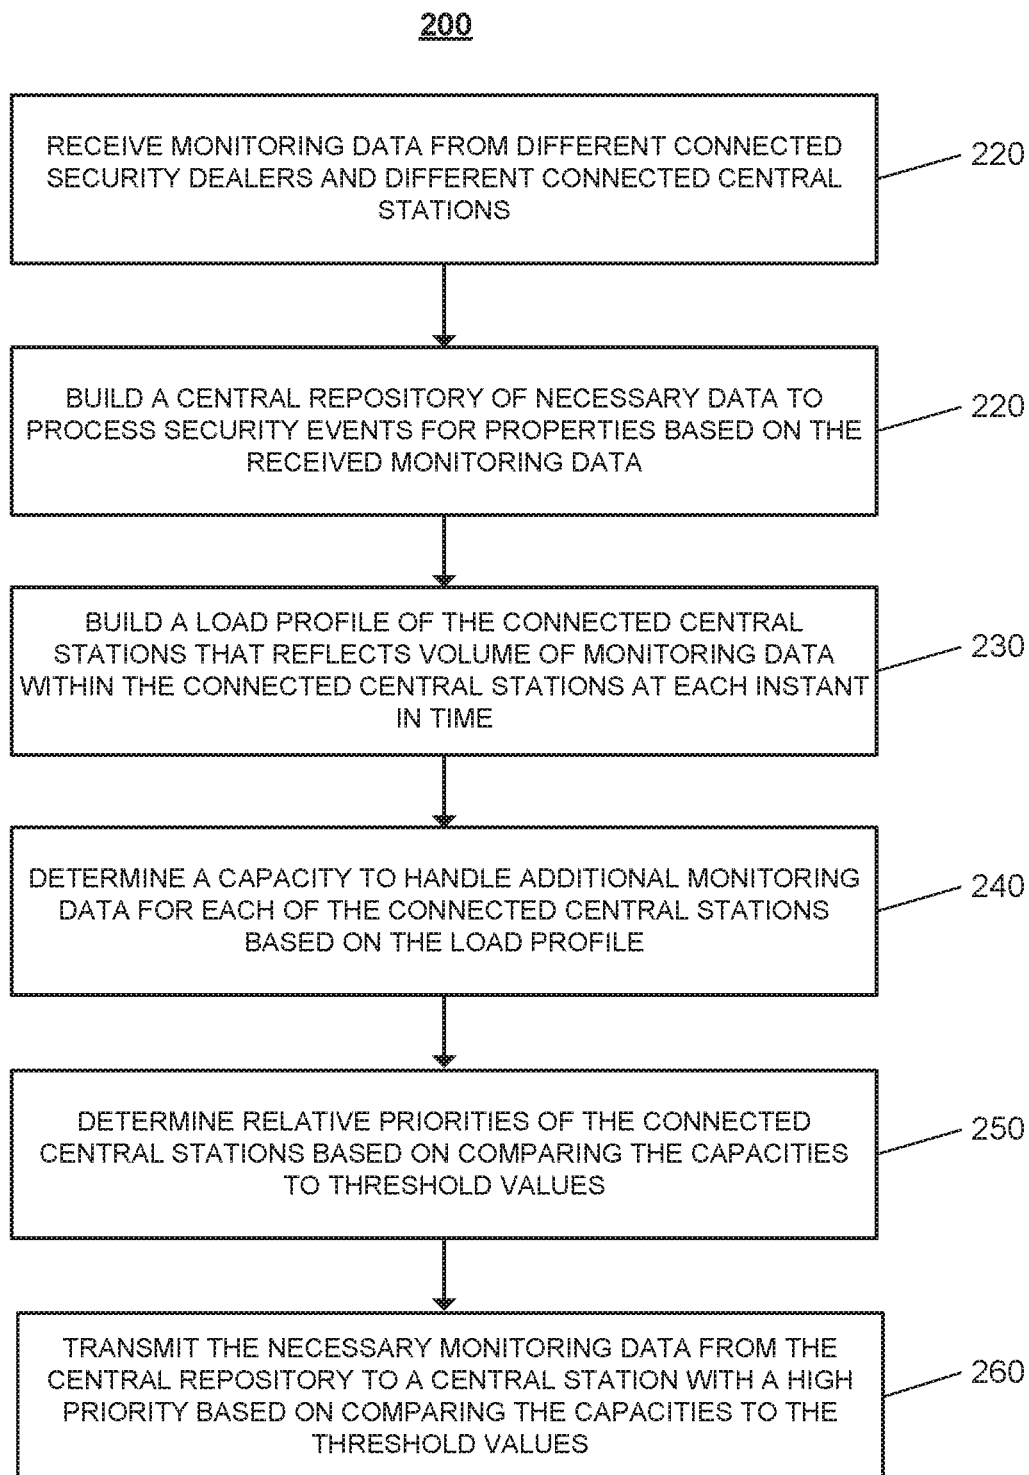 200
RECEIVE MONITORING DATA FROM DIFFERENT CONNECTED
SECURITY DEALERS AND DIFFERENT CONNECTED CENTRAL
STATIONS
220
BUILD A CENTRAL REPOSITORY OF NECESSARY DATA TO
PROCESS SECURITY EVENTS FOR PROPERTIES BASED ON THE
RECEIVED MONITORING DATA
220
BUILD A LOAD PROFILE OF THE CONNECTED CENTRAL
STATIONS THAT REFLECTS VOLUME OF MONITORING DATA
WITHIN THE CONNECTED CENTRAL STATIONS AT EACH INSTANT
IN TIME
230
DETERMINE A CAPACITY TO HANDLE ADDITIONAL MONITORING
DATA FOR EACH OF THE CONNECTED CENTRAL STATIONS
BASED ON THE LOAD PROFILE
240
DETERMINE RELATIVE PRIORITIES OF THE CONNECTED
CENTRAL STATIONS BASED ON COMPARING THE CAPACITIES
TO THRESHOLD VALUES
250
TRANSMIT THE NECESSARY MONITORING DATA FROM THE
CENTRAL REPOSITORY TO A CENTRAL STATION WITH A HIGH
PRIORITY BASED ON COMPARING THE CAPACITIES TO THE
THRESHOLD VALUES
260